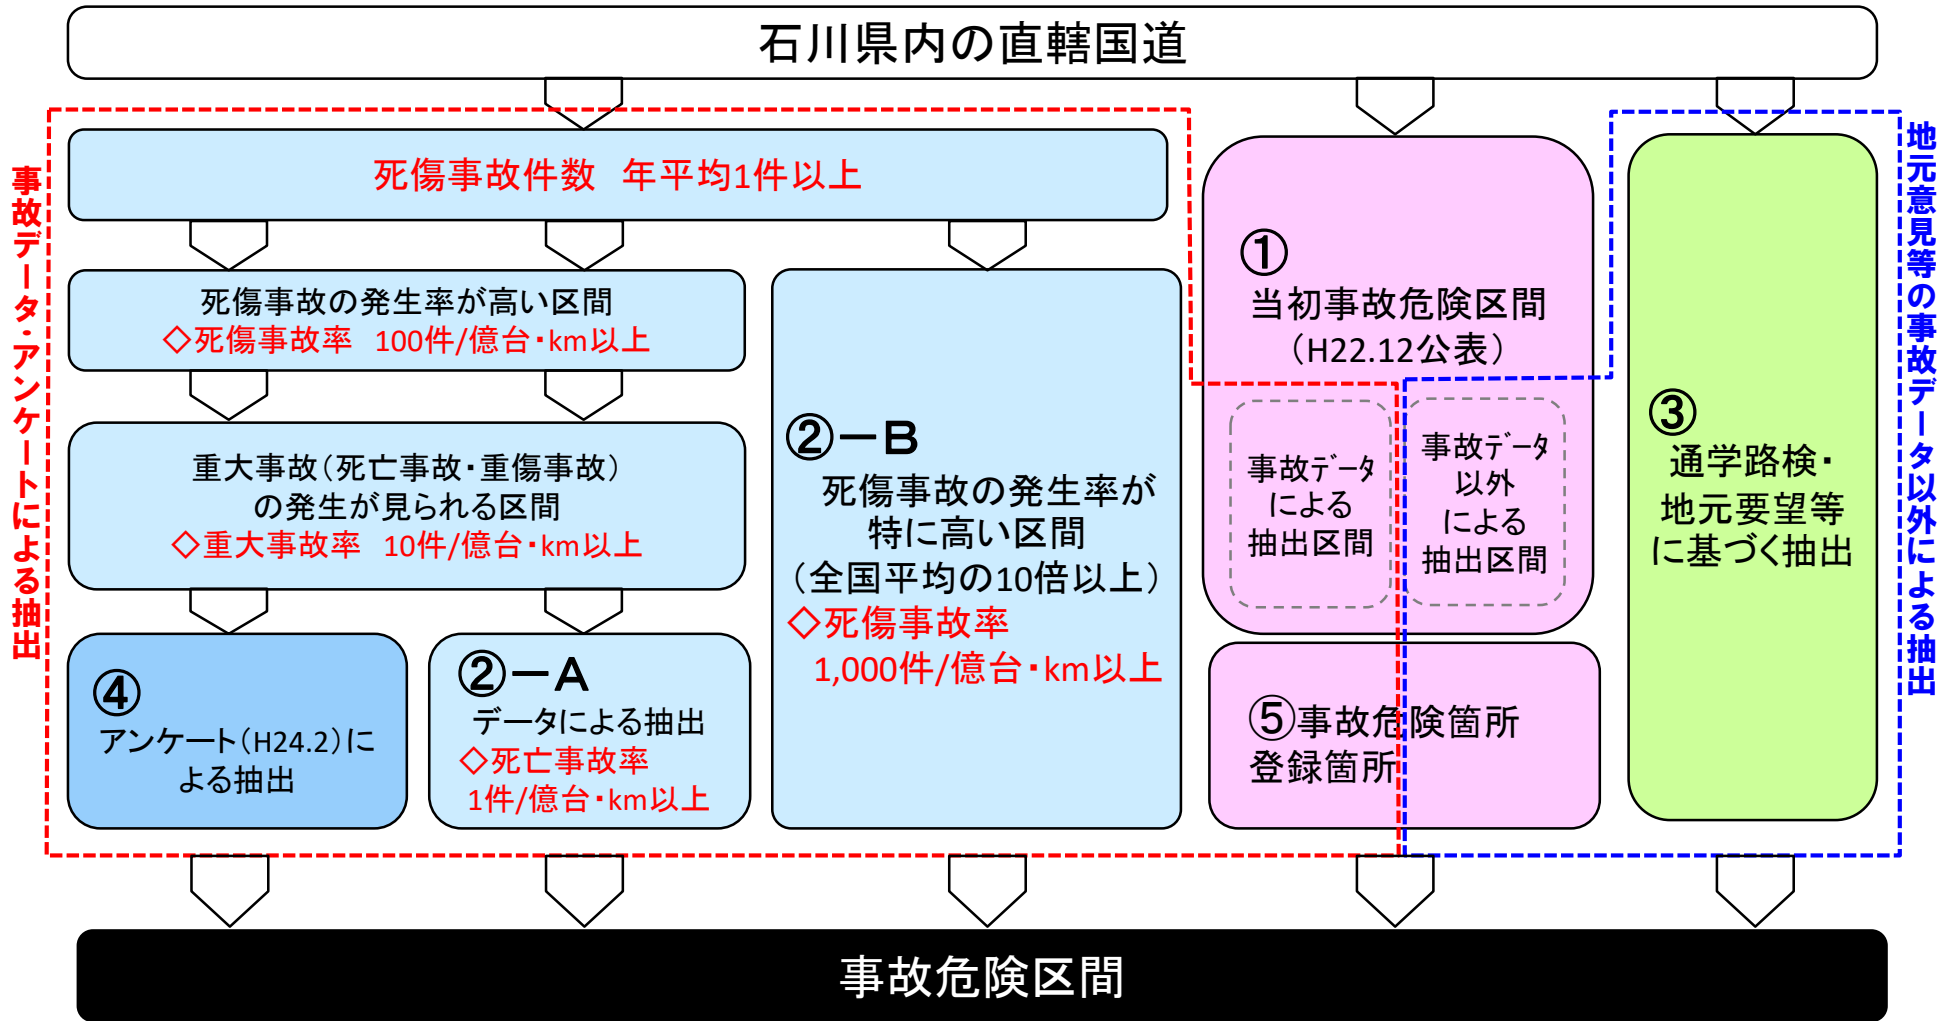 石川県内の直轄国道
事故データ・アンケートによる抽出
死傷事故件数　年平均1件以上
死傷事故の発生率が高い区間
◇死傷事故率　100件/億台・km以上
重大事故（死亡事故・重傷事故）
の発生が見られる区間
◇重大事故率　10件/億台・km以上
④
アンケート（H24.2）に
よる抽出
②－A
データによる抽出
◇死亡事故率
1件/億台・km以上
②－B
死傷事故の発生率が
特に高い区間
（全国平均の10倍以上）
◇死傷事故率
1,000件/億台・km以上
①
当初事故危険区間
（H22.12公表）
事故データ
による
抽出区間
事故データ
以外
による
抽出区間
⑤事故危険箇所
登録箇所
③
通学路検・
地元要望等
に基づく抽出
地元意見等の事故データ以外による抽出
事故危険区間